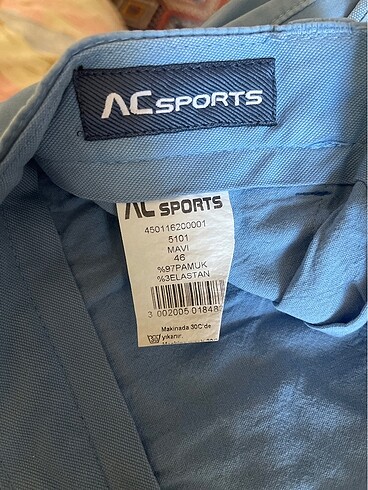 AC SPORTS
AC SPORTS
450116200001
5101
MAVİ
46
%97PAMUK
%3ELASTAN
3 002005 01848
Makinada 30C'de
yıkanır.